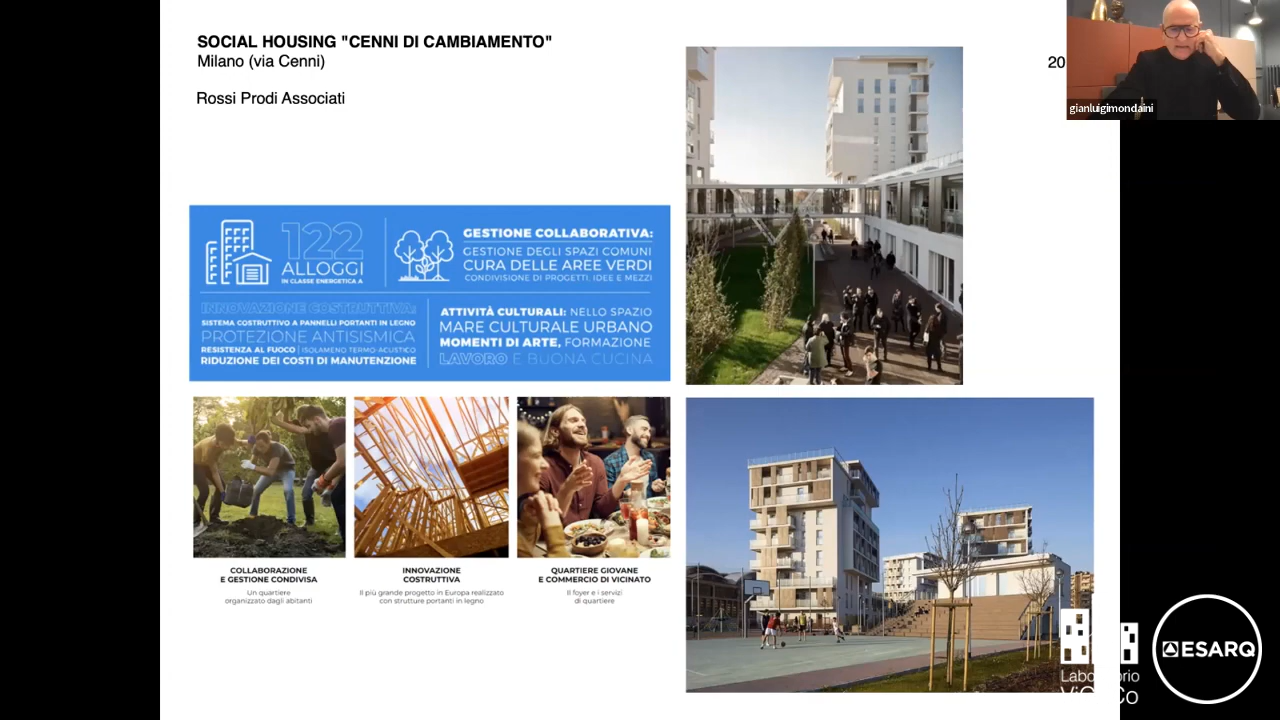 SOCIAL HOUSING "CENNI DI CAMBIAMENTO"
Milano (via Cenni)
20
Rossi Prodi Associati
gianluigimondaini
122
ALLOGGI
IN CLASSE ENERGETICA A
GESTIONE COLLABORATIVA:
GESTIONE DEGLI SPAZI COMUNI
CURA DELLE AREE VERDI
CONDIVISIONE DI PROGETTI, IDEE E MEZZI
INNOVAZIONE COSTRUTTIVA:
SISTEMA COSTRUTTIVO A PANNELLI PORTANTI IN LEGNO
PROTEZIONE ANTISISMICA
RESISTENZA AL FUOCO | ISOLAMENTO TERMO-ACUSTICO
RIDUZIONE DEI COSTI DI MANUTENZIONE
ATTIVITÀ CULTURALI: NELLO SPAZIO
MARE CULTURALE URBANO
MOMENTI DI ARTE, FORMAZIONE
LAVORO E BUONA CUCINA
COLLABORAZIONE
E GESTIONE CONDIVISA
Un quartiere
organizzato dagli abitanti
INNOVAZIONE
COSTRUTTIVA
Il più grande progetto in Europa realizzato
con strutture portanti in legno
QUARTIERE GIOVANE
E COMMERCIO DI VICINATO
Il foyer e i servizi
di quartiere
ESARQ